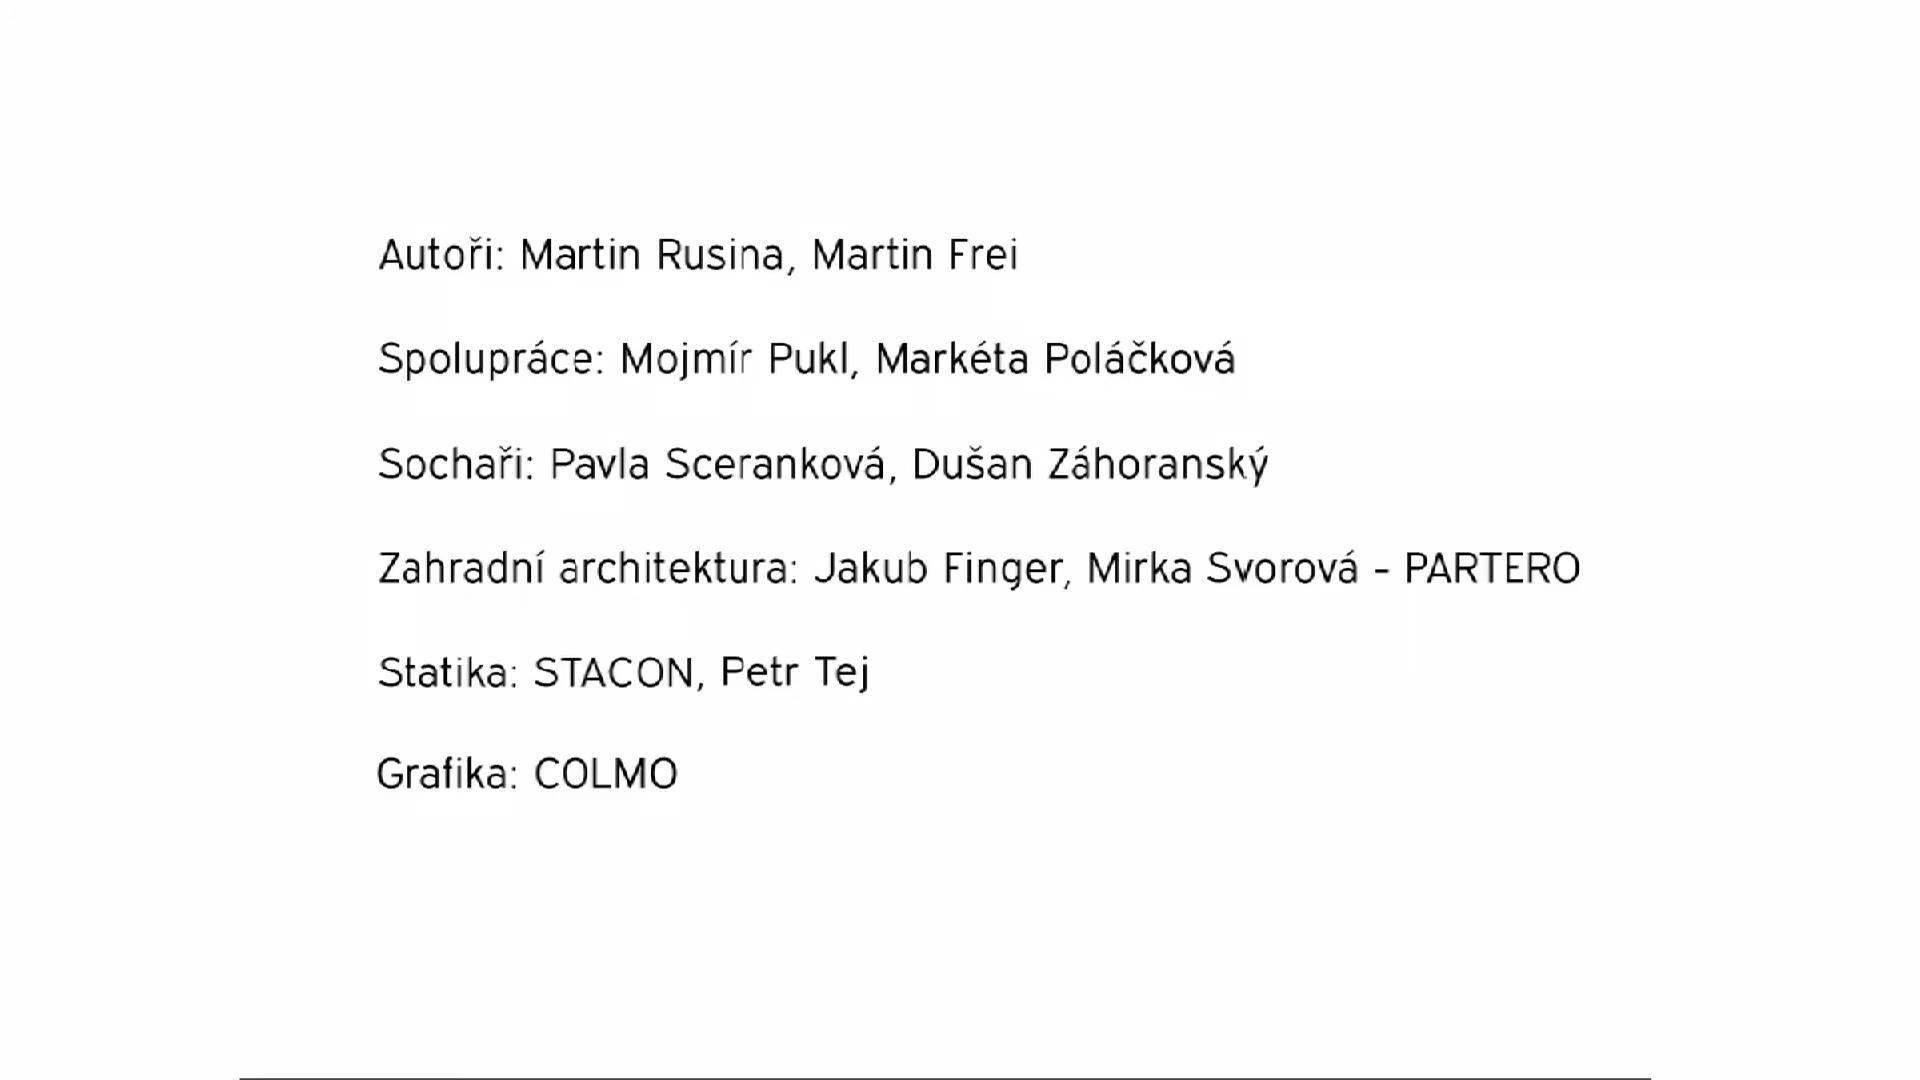 Autoři: Martin Rusina, Martin Frei
Spolupráce: Mojmír Pukl, Markéta Poláčková
Sochaři: Pavla Sceranková, Dušan Záhoranský
Zahradní architektura: Jakub Finger, Mirka Svorová - PARTERO
Statika: STACON, Petr Tej
Grafika: COLMO